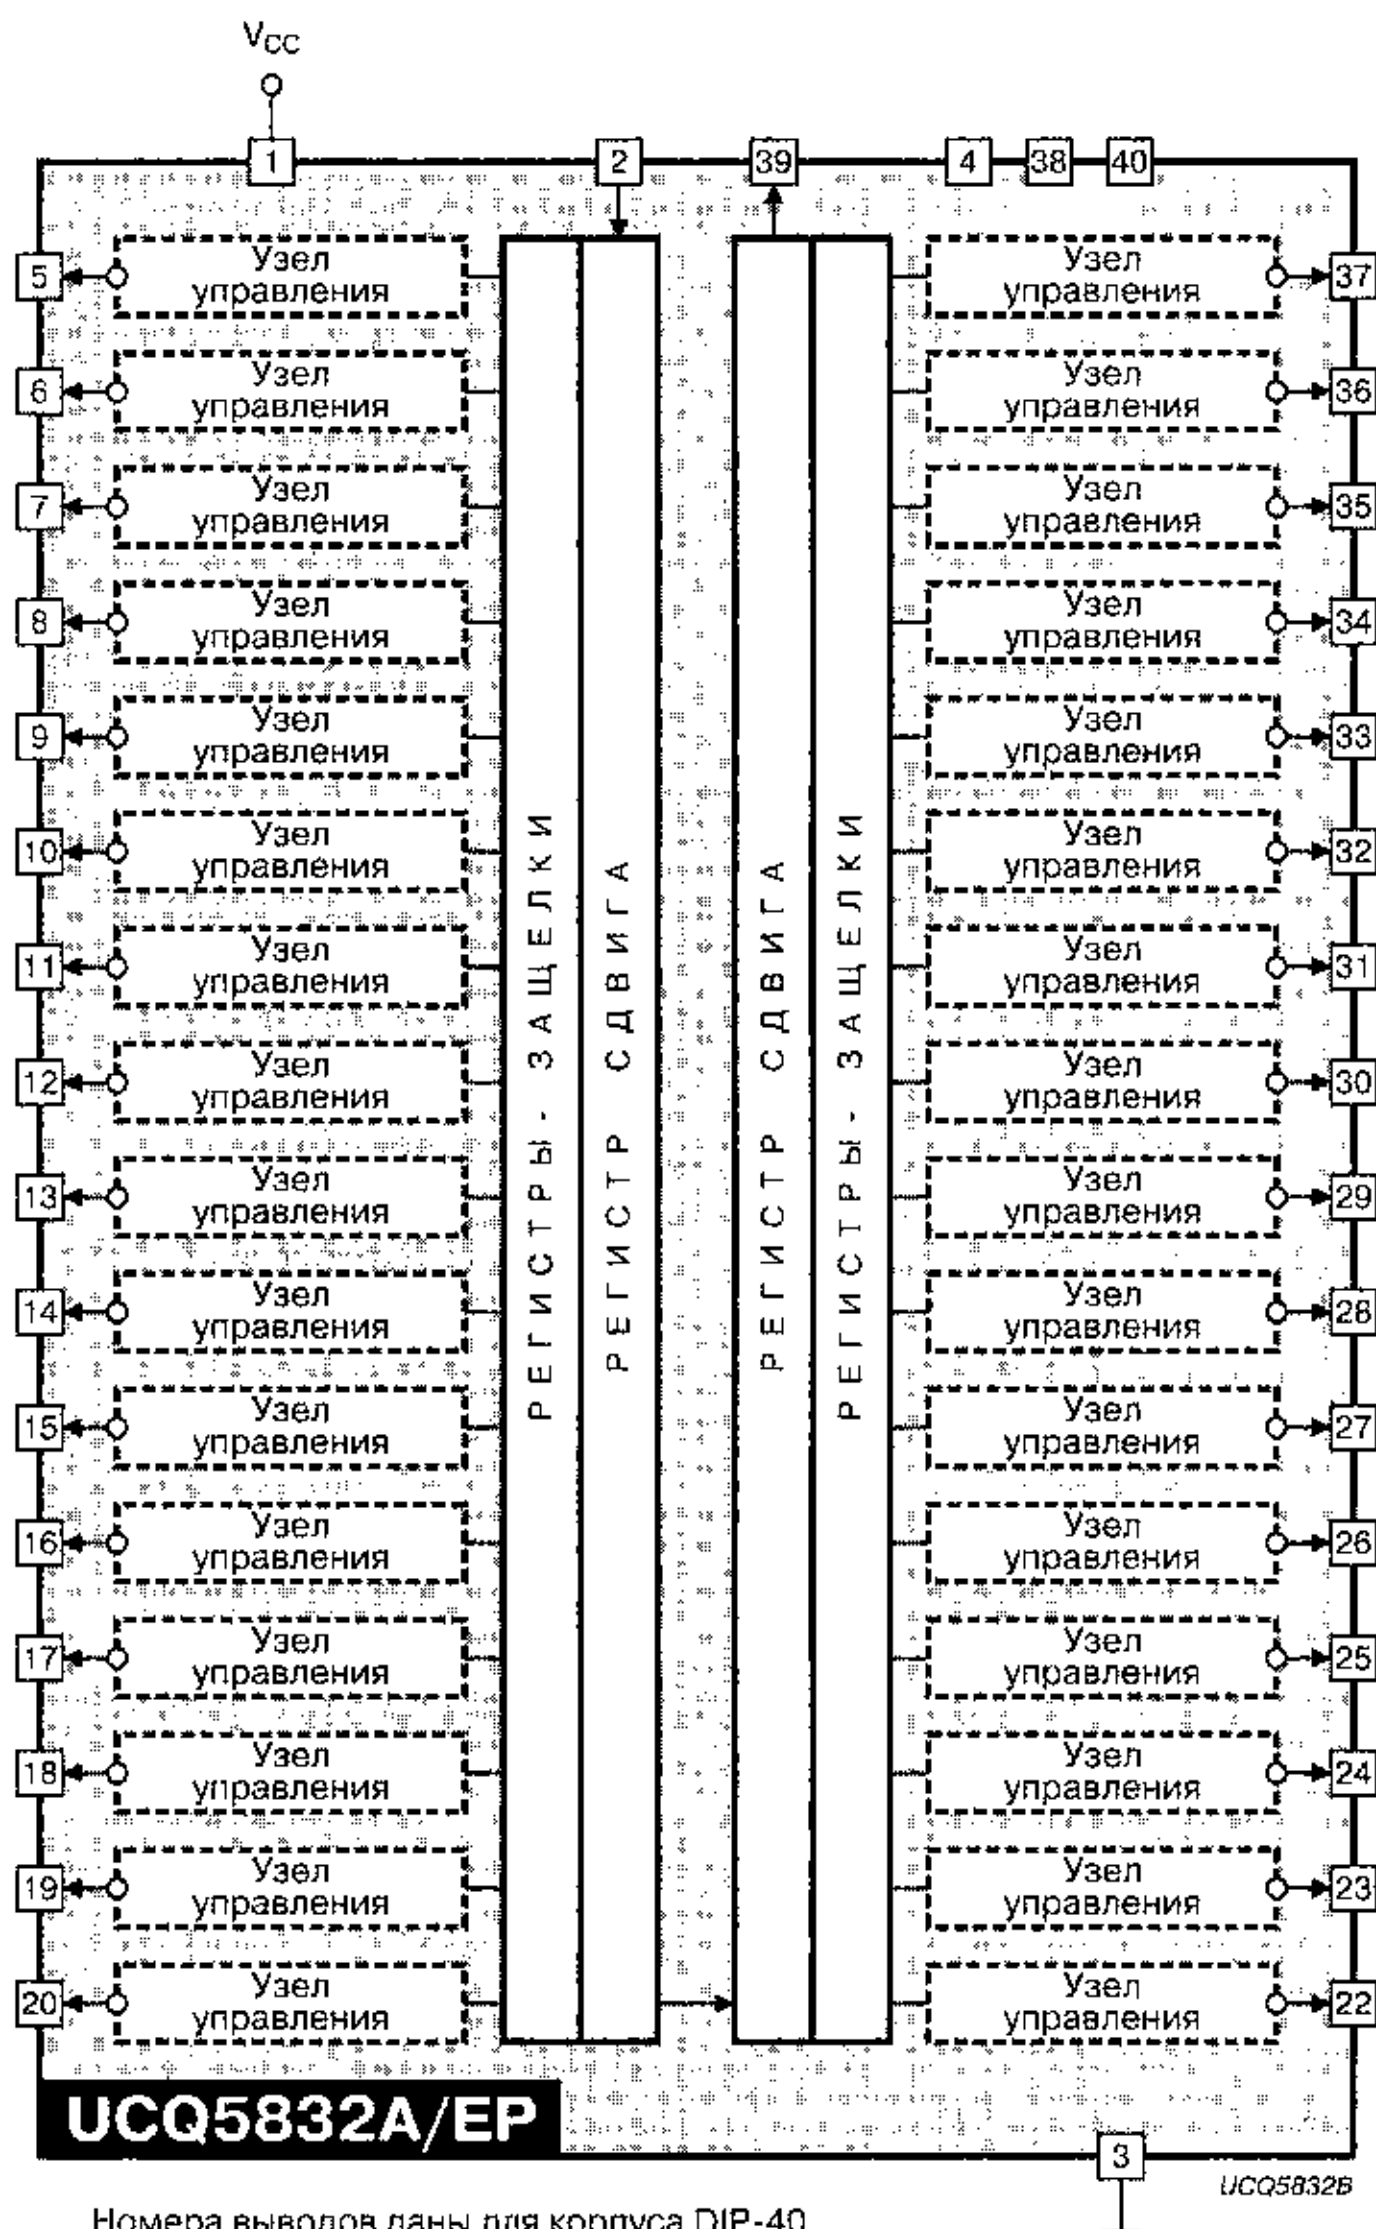 VCC
1 2 39 4 38 40
5 Узел управления Узел управления 37
6 Узел управления Узел управления 36
7 Узел управления Узел управления 35
8 Узел управления Узел управления 34
9 Узел управления Узел управления 33
10 Узел управления Узел управления 32
11 Узел управления Узел управления 31
12 Узел управления Узел управления 30
13 Узел управления Узел управления 29
14 Узел управления Узел управления 28
15 Узел управления Узел управления 27
16 Узел управления Узел управления 26
17 Узел управления Узел управления 25
18 Узел управления Узел управления 24
19 Узел управления Узел управления 23
20 Узел управления Узел управления 22
РЕГИСТРЫ-ЗАЩЕЛКИ
РЕГИСТР СДВИГА
РЕГИСТР СДВИГА
РЕГИСТРЫ-ЗАЩЕЛКИ
UCQ5832A/EP
3
UCQ5832B
Номера выводов даны для корпуса DIP-40